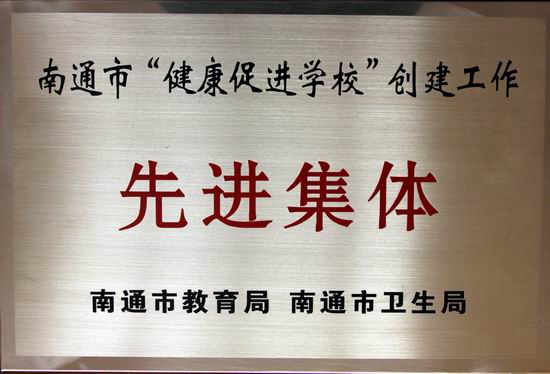 南通市“健康促进学校”创建工作
先进集体
南通市教育局 南通市卫生局